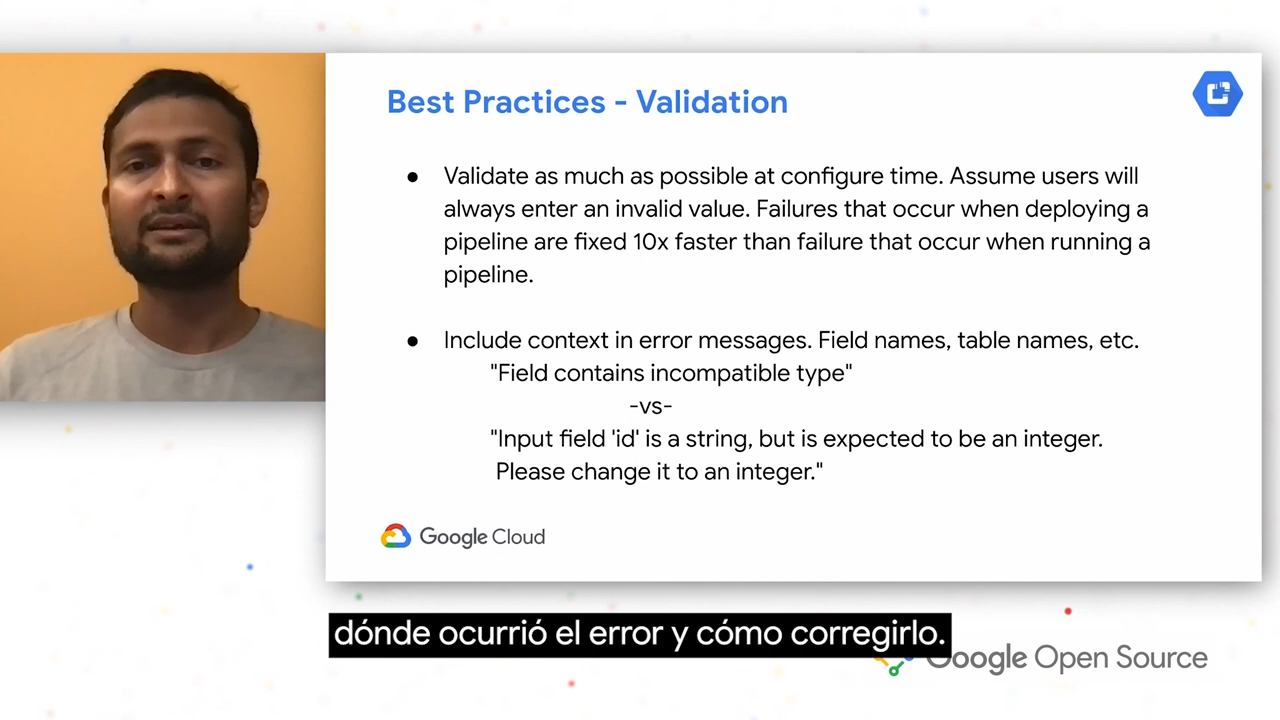 Best Practices - Validation
● Validate as much as possible at configure time. Assume users will
always enter an invalid value. Failures that occur when deploying a
pipeline are fixed 10x faster than failure that occur when running a
pipeline.
● Include context in error messages. Field names, table names, etc.
"Field contains incompatible type"
-vs-
"Input field 'id' is a string, but is expected to be an integer.
Please change it to an integer."
Google Cloud
dónde ocurrió el error y cómo corregirlo.
Google Open Source